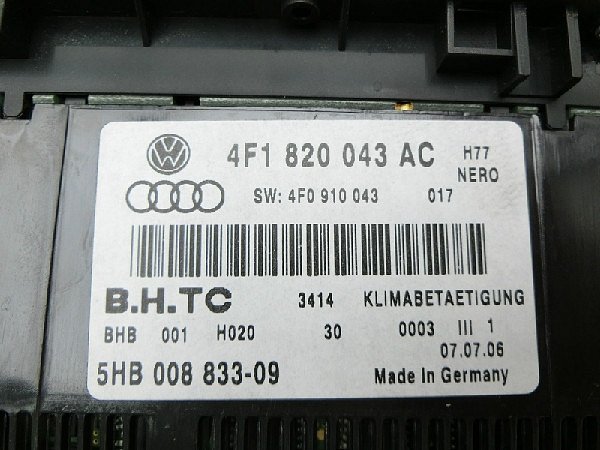 4F1 820 043 AC H77
NERO
SW: 4F0 910 043 017
B.H.TC 3414 KLIMABETAETIGUNG
BHB 001 H020 30 0003 III 1
07.07.06
5HB 008 833-09 Made in Germany